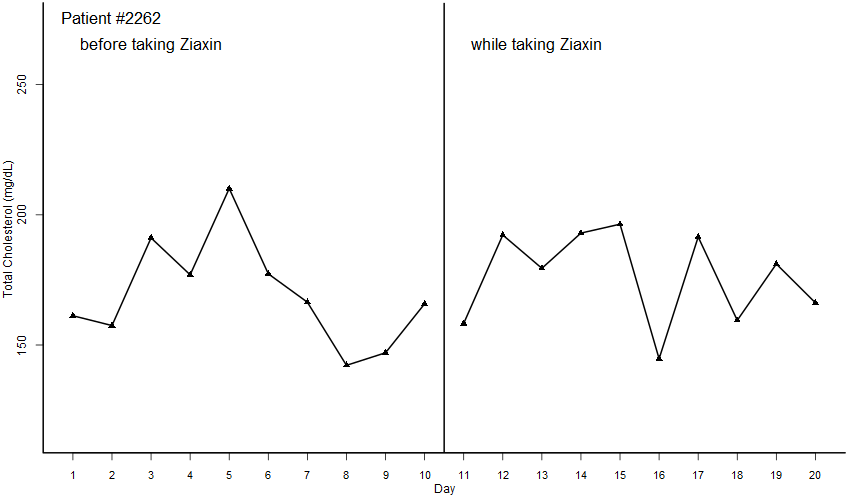 Patient #2262
before taking Ziaxin
while taking Ziaxin
250
200
150
Total Cholesterol (mg/dL)
1 2 3 4 5 6 7 8 9 10 11 12 13 14 15 16 17 18 19 20
Day